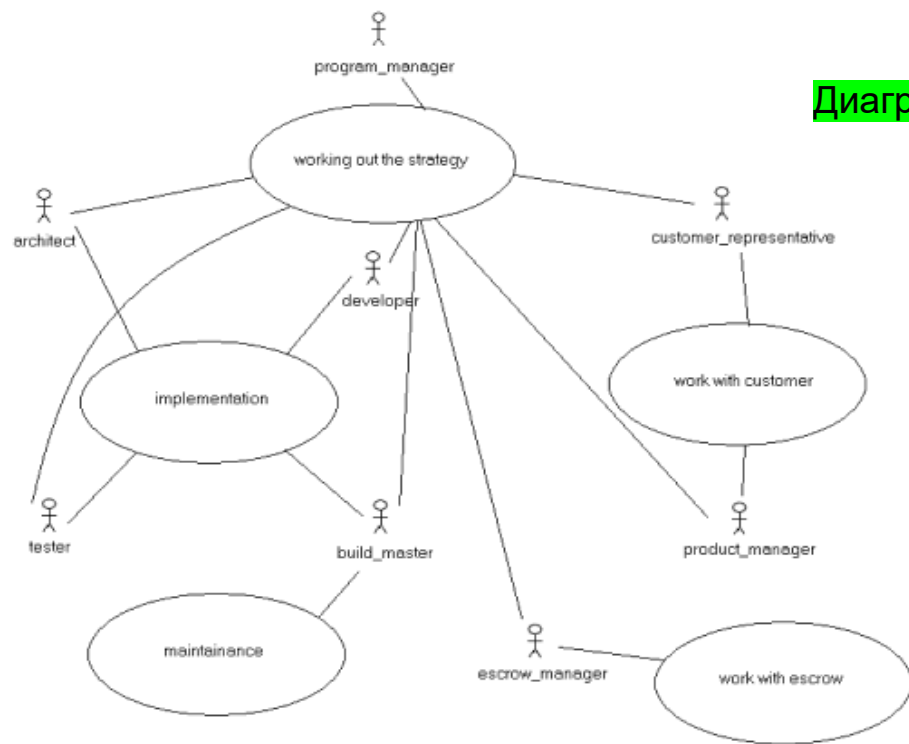 program_manager
Диагр
working out the strategy
architect
customer_representative
developer
implementation
work with customer
tester
build_master
product_manager
maintainance
escrow_manager
work with escrow